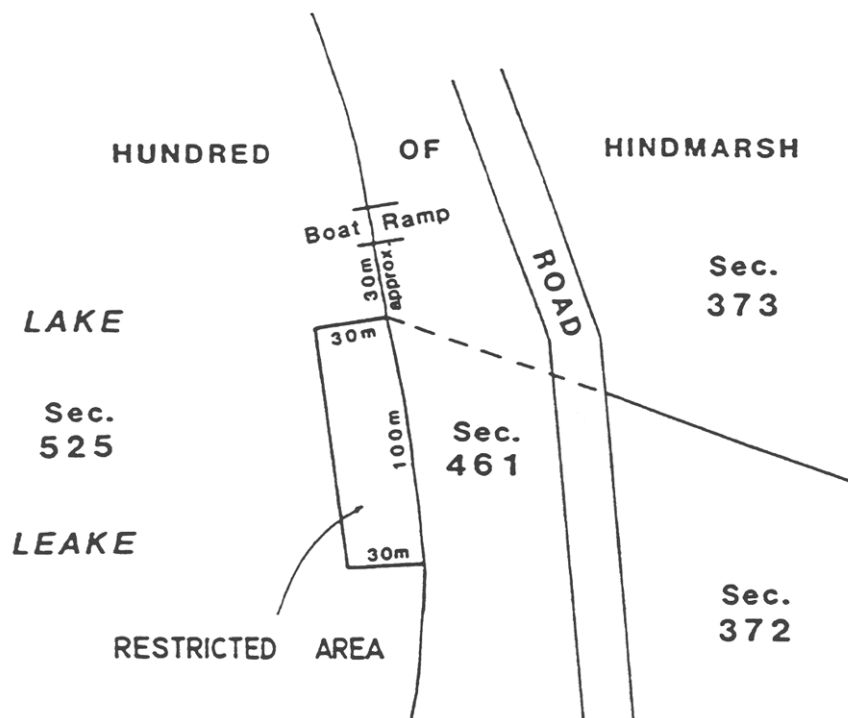 HUNDRED OF HINDMARSH
Boat Ramp
30m
approx.
ROAD
Sec.
373
LAKE
30m
Sec.
525
100m
Sec.
461
LEAKE
30m
Sec.
372
RESTRICTED AREA